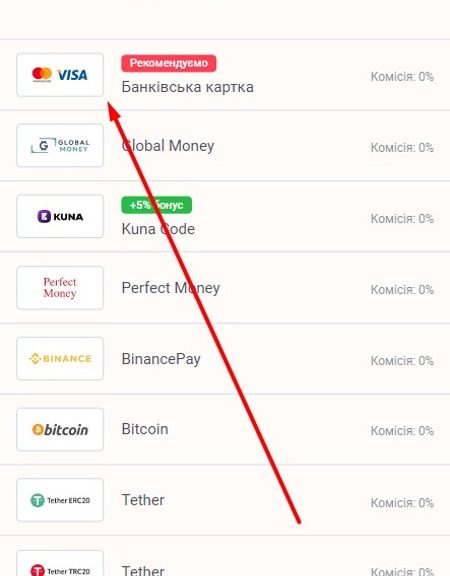 VISA
Рекомендуємо
Банківська картка
Комісія: 0%
GLOBAL
MONEY
Global Money
Комісія: 0%
KUNA
+5% бонус
Kuna Code
Комісія: 0%
Perfect
Money
Perfect Money
Комісія: 0%
BINANCE
BinancePay
Комісія: 0%
bitcoin
Bitcoin
Комісія: 0%
Tether ERC20
Tether
Комісія: 0%
Tether TRC20
Tether
Комісія: 0%